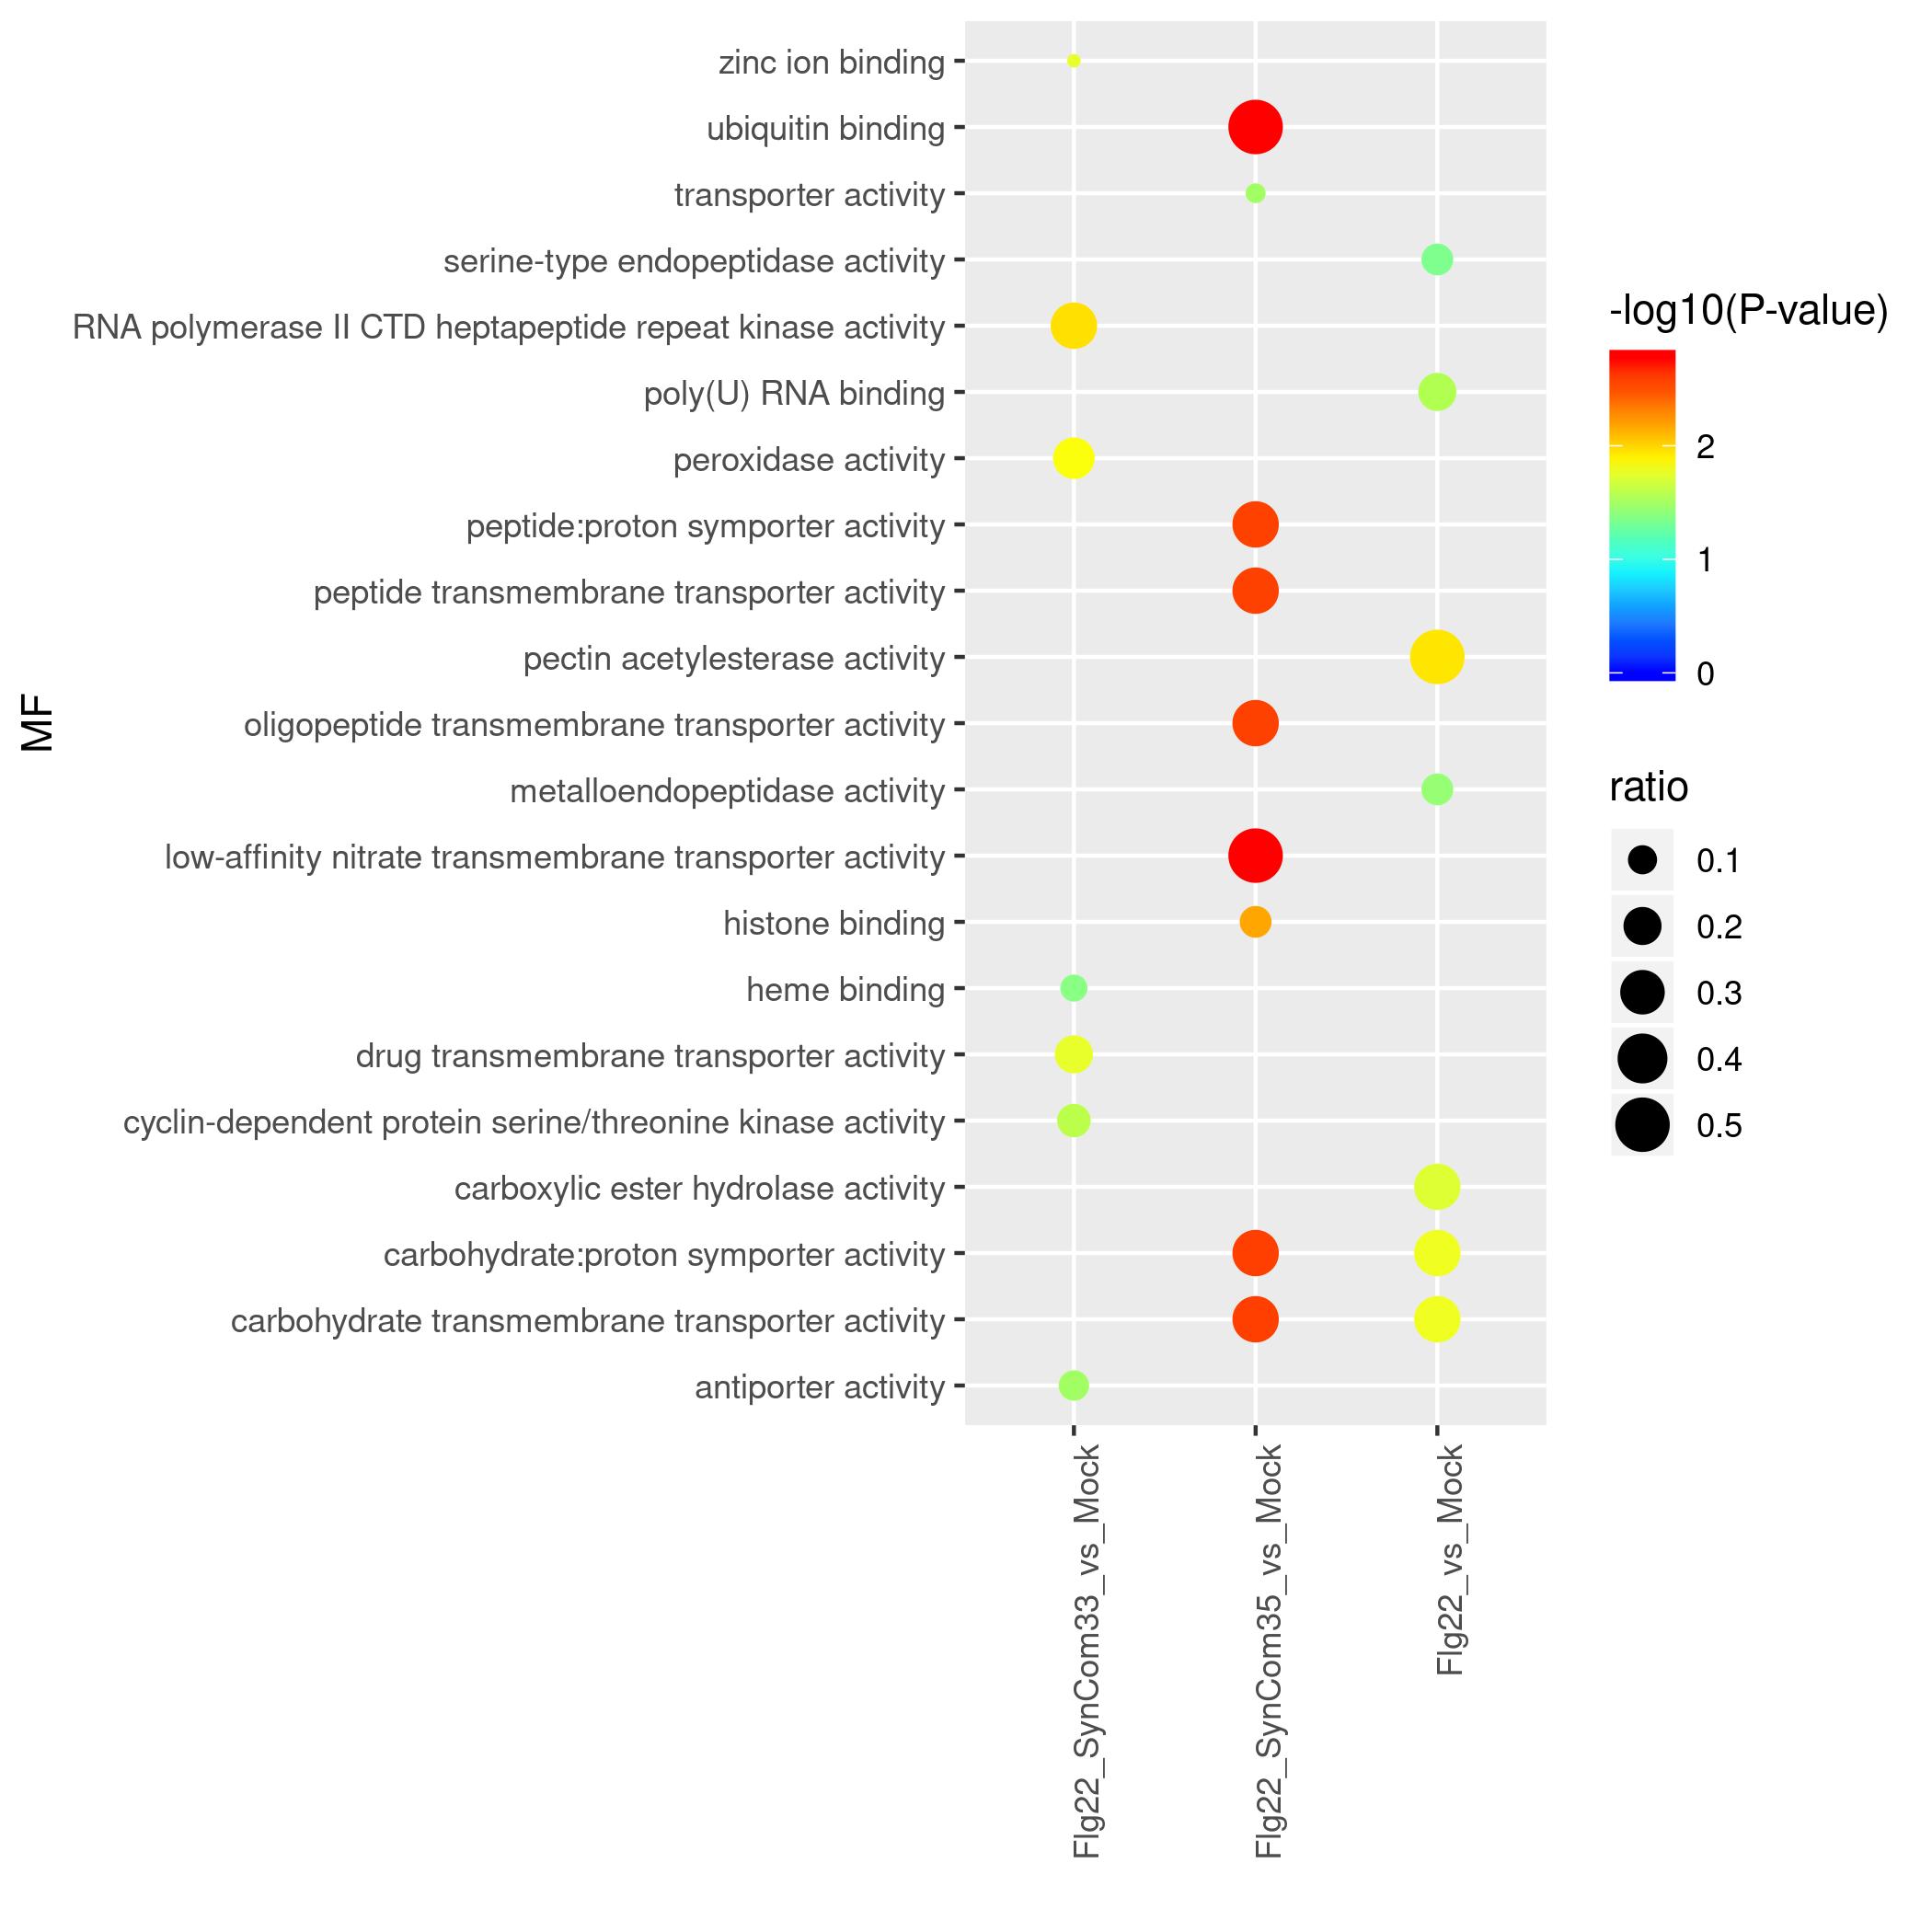 zinc ion binding
ubiquitin binding
transporter activity
serine-type endopeptidase activity
RNA polymerase II CTD heptapeptide repeat kinase activity
poly(U) RNA binding
peroxidase activity
peptide:proton symporter activity
peptide transmembrane transporter activity
pectin acetylesterase activity
oligopeptide transmembrane transporter activity
metalloendopeptidase activity
low-affinity nitrate transmembrane transporter activity
histone binding
heme binding
drug transmembrane transporter activity
cyclin-dependent protein serine/threonine kinase activity
carboxylic ester hydrolase activity
carbohydrate:proton symporter activity
carbohydrate transmembrane transporter activity
antiporter activity
MF
Flg22_SynCom33_vs_Mock
Flg22_SynCom35_vs_Mock
Flg22_vs_Mock
-log10(P-value)
2
1
0
ratio
0.1
0.2
0.3
0.4
0.5